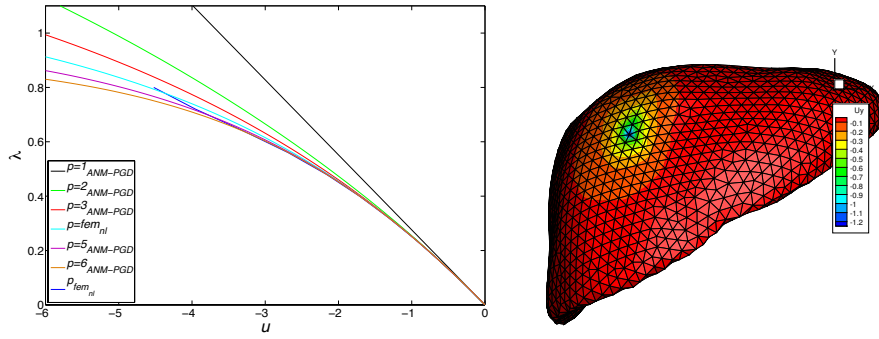 1
0.8
0.6
0.4
0.2
0
λ
p=1ANM−PGD
p=2ANM−PGD
p=3ANM−PGD
p=femnl
p=5ANM−PGD
p=6ANM−PGD
pfemnl
−6 −5 −4 −3 −2 −1 0
u
Y
Uy
-0.1
-0.2
-0.3
-0.4
-0.5
-0.6
-0.7
-0.8
-0.9
-1
-1.1
-1.2